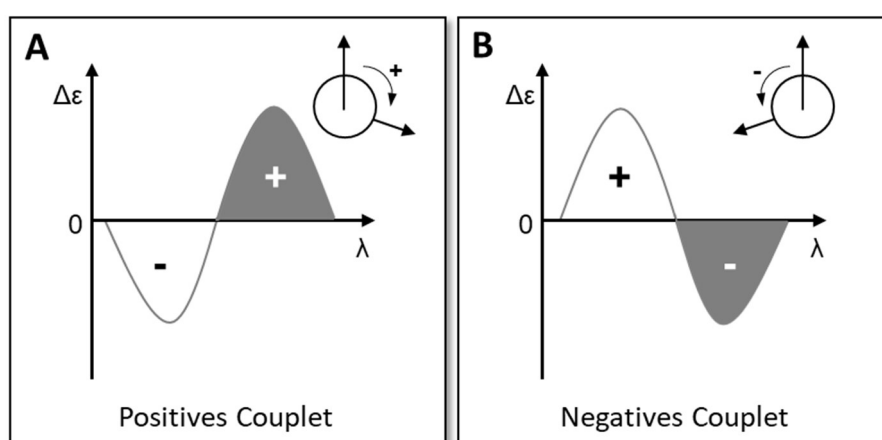 A
+
Δε
+
0
-
λ
Positives Couplet
B
-
Δε
+
0
-
λ
Negatives Couplet